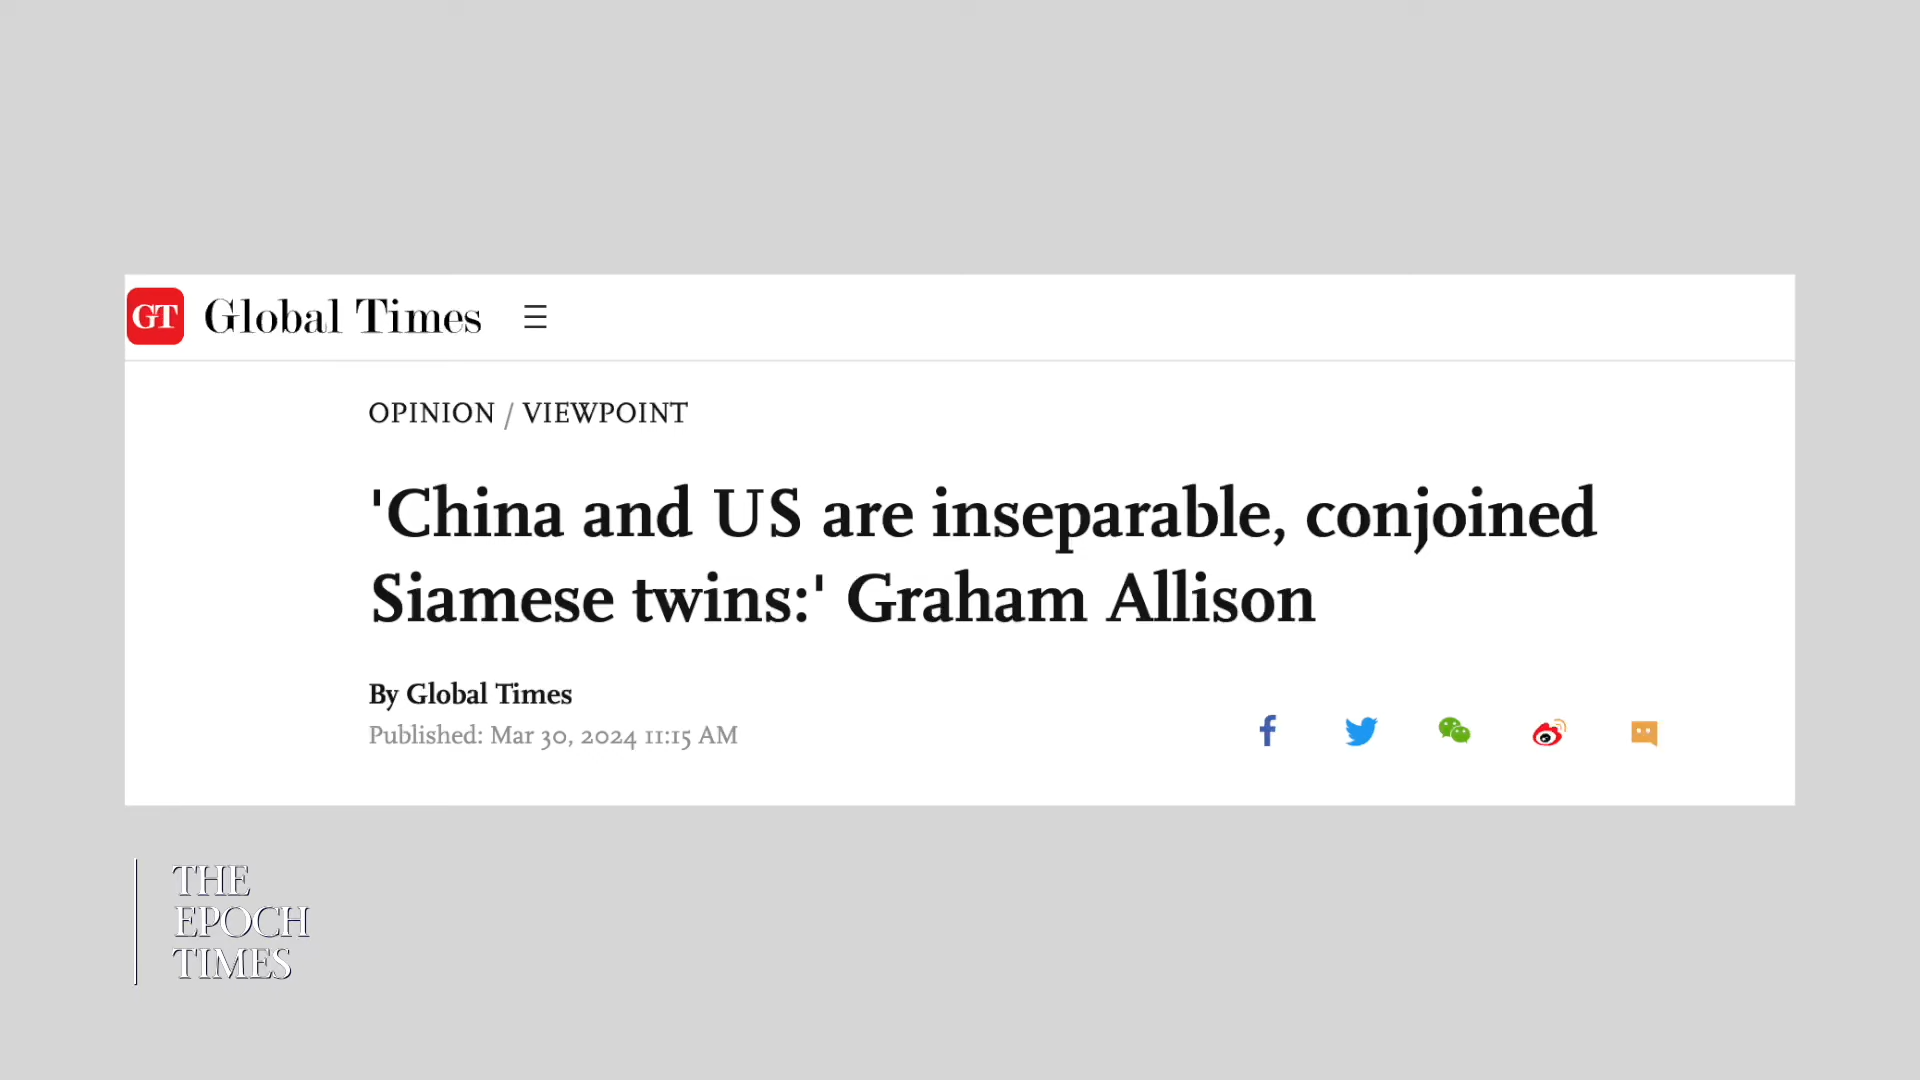 GT Global Times
OPINION / VIEWPOINT
'China and US are inseparable, conjoined
Siamese twins:' Graham Allison
By Global Times
Published: Mar 30, 2024 11:15 AM
THE
EPOCH
TIMES